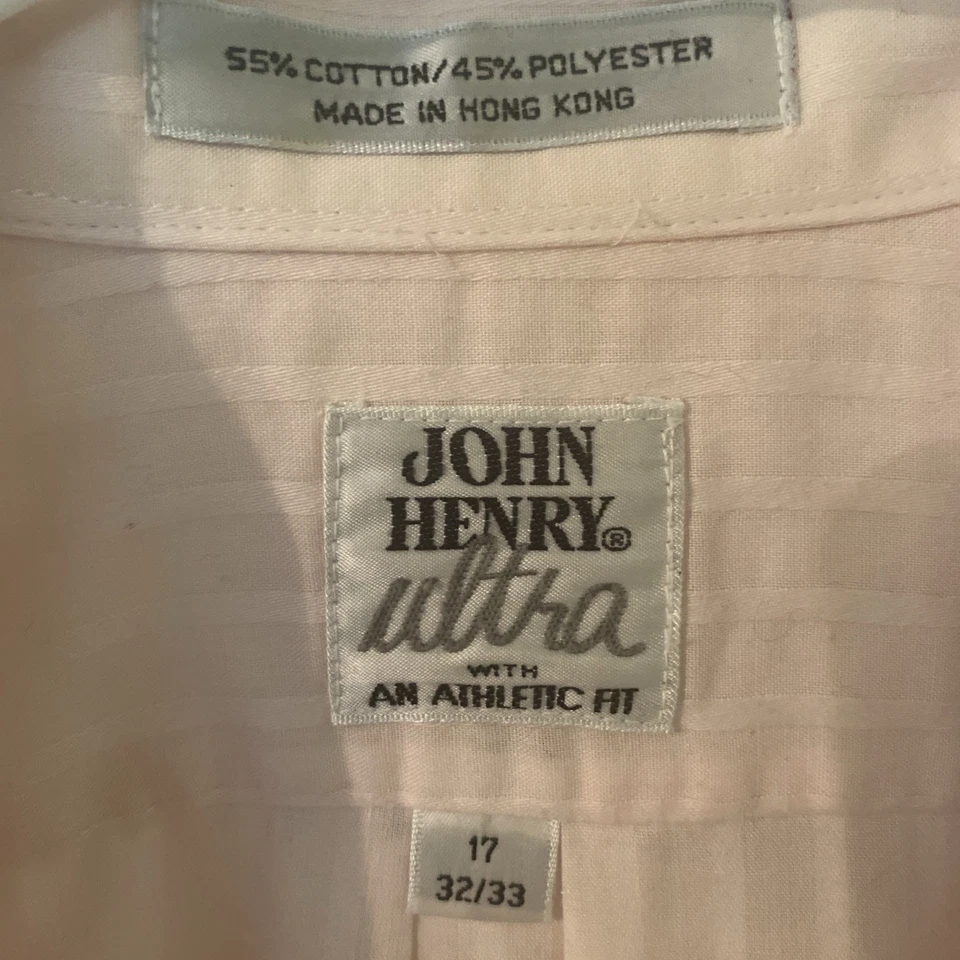 55% COTTON/45% POLYESTER
MADE IN HONG KONG
JOHN
HENRY®
ultra
WITH
AN ATHLETIC FIT
17
32/33